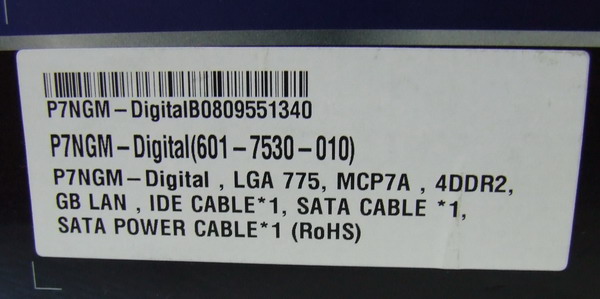 P7NGM-DigitalB0809551340
P7NGM-Digital(601-7530-010)
P7NGM-Digital , LGA 775, MCP7A , 4DDR2,
GB LAN , IDE CABLE*1, SATA CABLE *1,
SATA POWER CABLE*1 (RoHS)